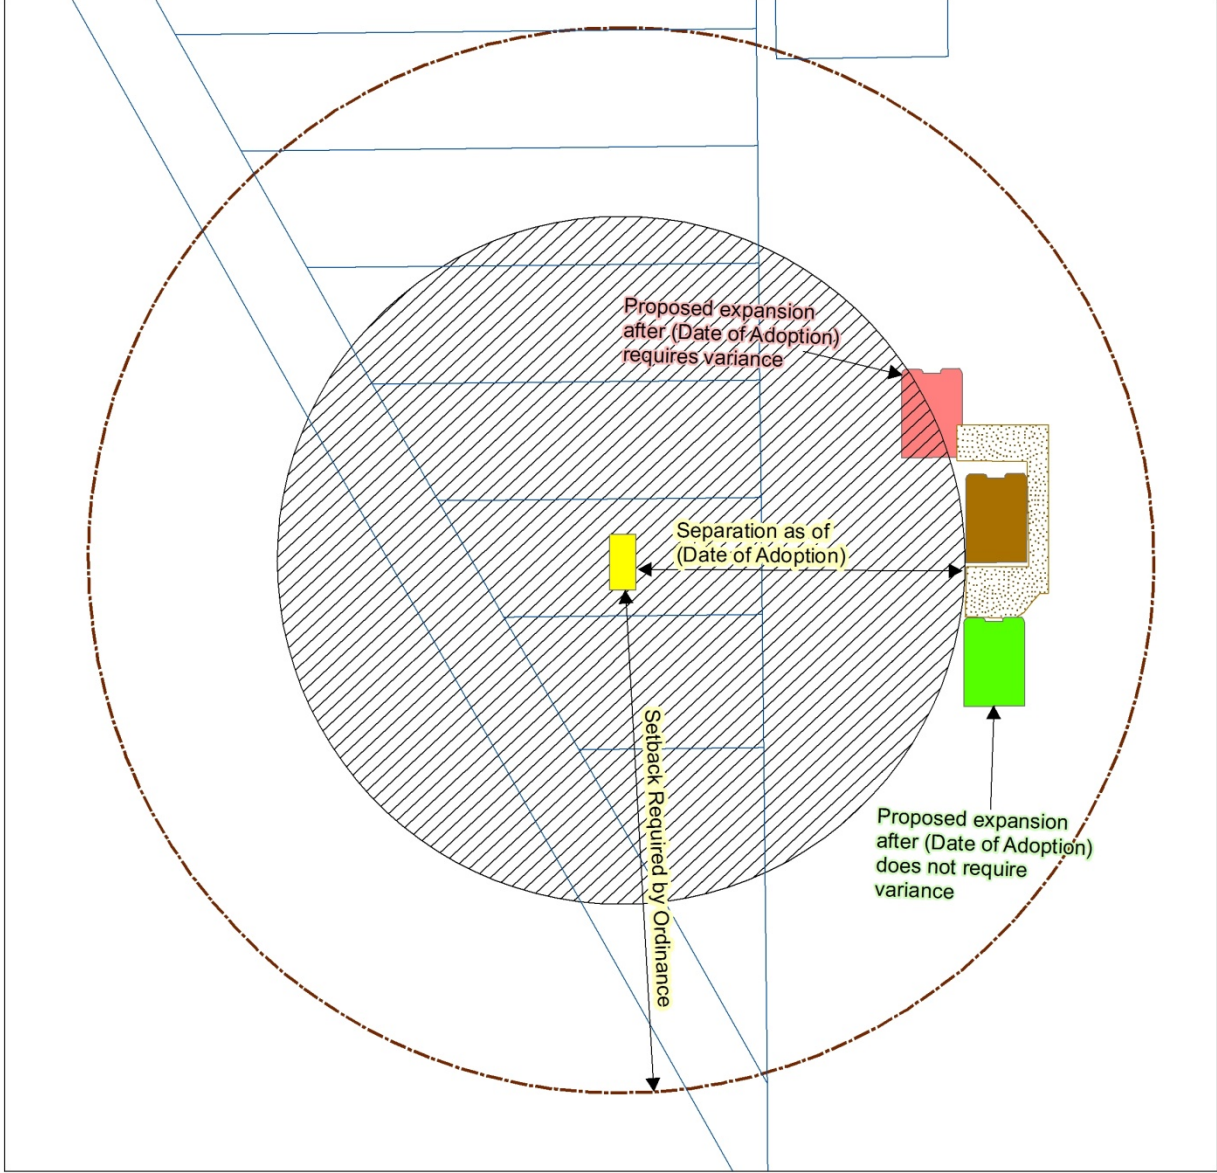 Proposed expansion
after (Date of Adoption)
requires variance
Separation as of
(Date of Adoption)
Setback Required by Ordinance
Proposed expansion
after (Date of Adoption)
does not require
variance